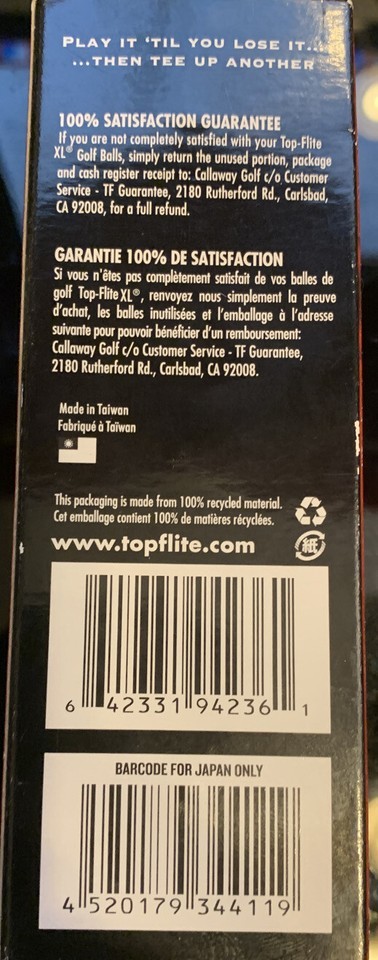 PLAY IT 'TIL YOU LOSE IT...
...THEN TEE UP ANOTHER
100% SATISFACTION GUARANTEE
If you are not completely satisfied with your Top-Flite
XL® Golf Balls, simply return the unused portion, package
and cash register receipt to: Callaway Golf c/o Customer
Service - TF Guarantee, 2180 Rutherford Rd., Carlsbad,
CA 92008, for a full refund.
GARANTIE 100% DE SATISFACTION
Si vous n'êtes pas complètement satisfait de vos balles de
golf Top-Flite XL®, renvoyez nous simplement la preuve
d'achat, les balles inutilisées et l'emballage à l'adresse
suivante pour pouvoir bénéficier d'un remboursement:
Callaway Golf c/o Customer Service - TF Guarantee,
2180 Rutherford Rd., Carlsbad, CA 92008.
Made in Taiwan
Fabriqué à Taïwan
This packaging is made from 100% recycled material.
Cet emballage contient 100% de matières récyclées.
www.topflite.com
紙
6 42331 94236 1
BARCODE FOR JAPAN ONLY
4 520179 344119